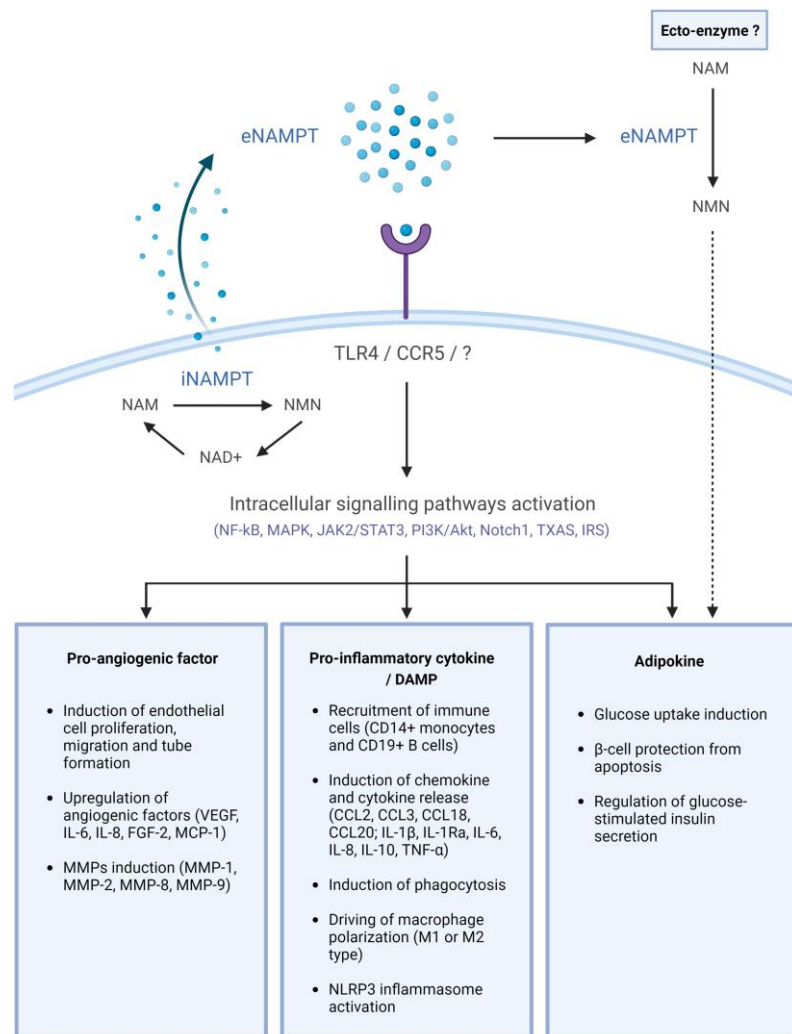 Ecto-enzyme ?
NAM
eNAMPT
eNAMPT
NMN
TLR4 / CCR5 / ?
iNAMPT
NAM
NMN
NAD+
Intracellular signalling pathways activation
(NF-kB, MAPK, JAK2/STAT3, PI3K/Akt, Notch1, TXAS, IRS)
Pro-angiogenic factor
• Induction of endothelial
cell proliferation,
migration and tube
formation
• Upregulation of
angiogenic factors (VEGF,
IL-6, IL-8, FGF-2, MCP-1)
• MMPs induction (MMP-1,
MMP-2, MMP-8, MMP-9)
Pro-inflammatory cytokine
/ DAMP
• Recruitment of immune
cells (CD14+ monocytes
and CD19+ B cells)
• Induction of chemokine
and cytokine release
(CCL2, CCL3, CCL18,
CCL20; IL-1β, IL-1Ra, IL-6,
IL-8, IL-10, TNF-α)
• Induction of phagocytosis
• Driving of macrophage
polarization (M1 or M2
type)
• NLRP3 inflammasome
activation
Adipokine
• Glucose uptake induction
• β-cell protection from
apoptosis
• Regulation of glucose-
stimulated insulin
secretion